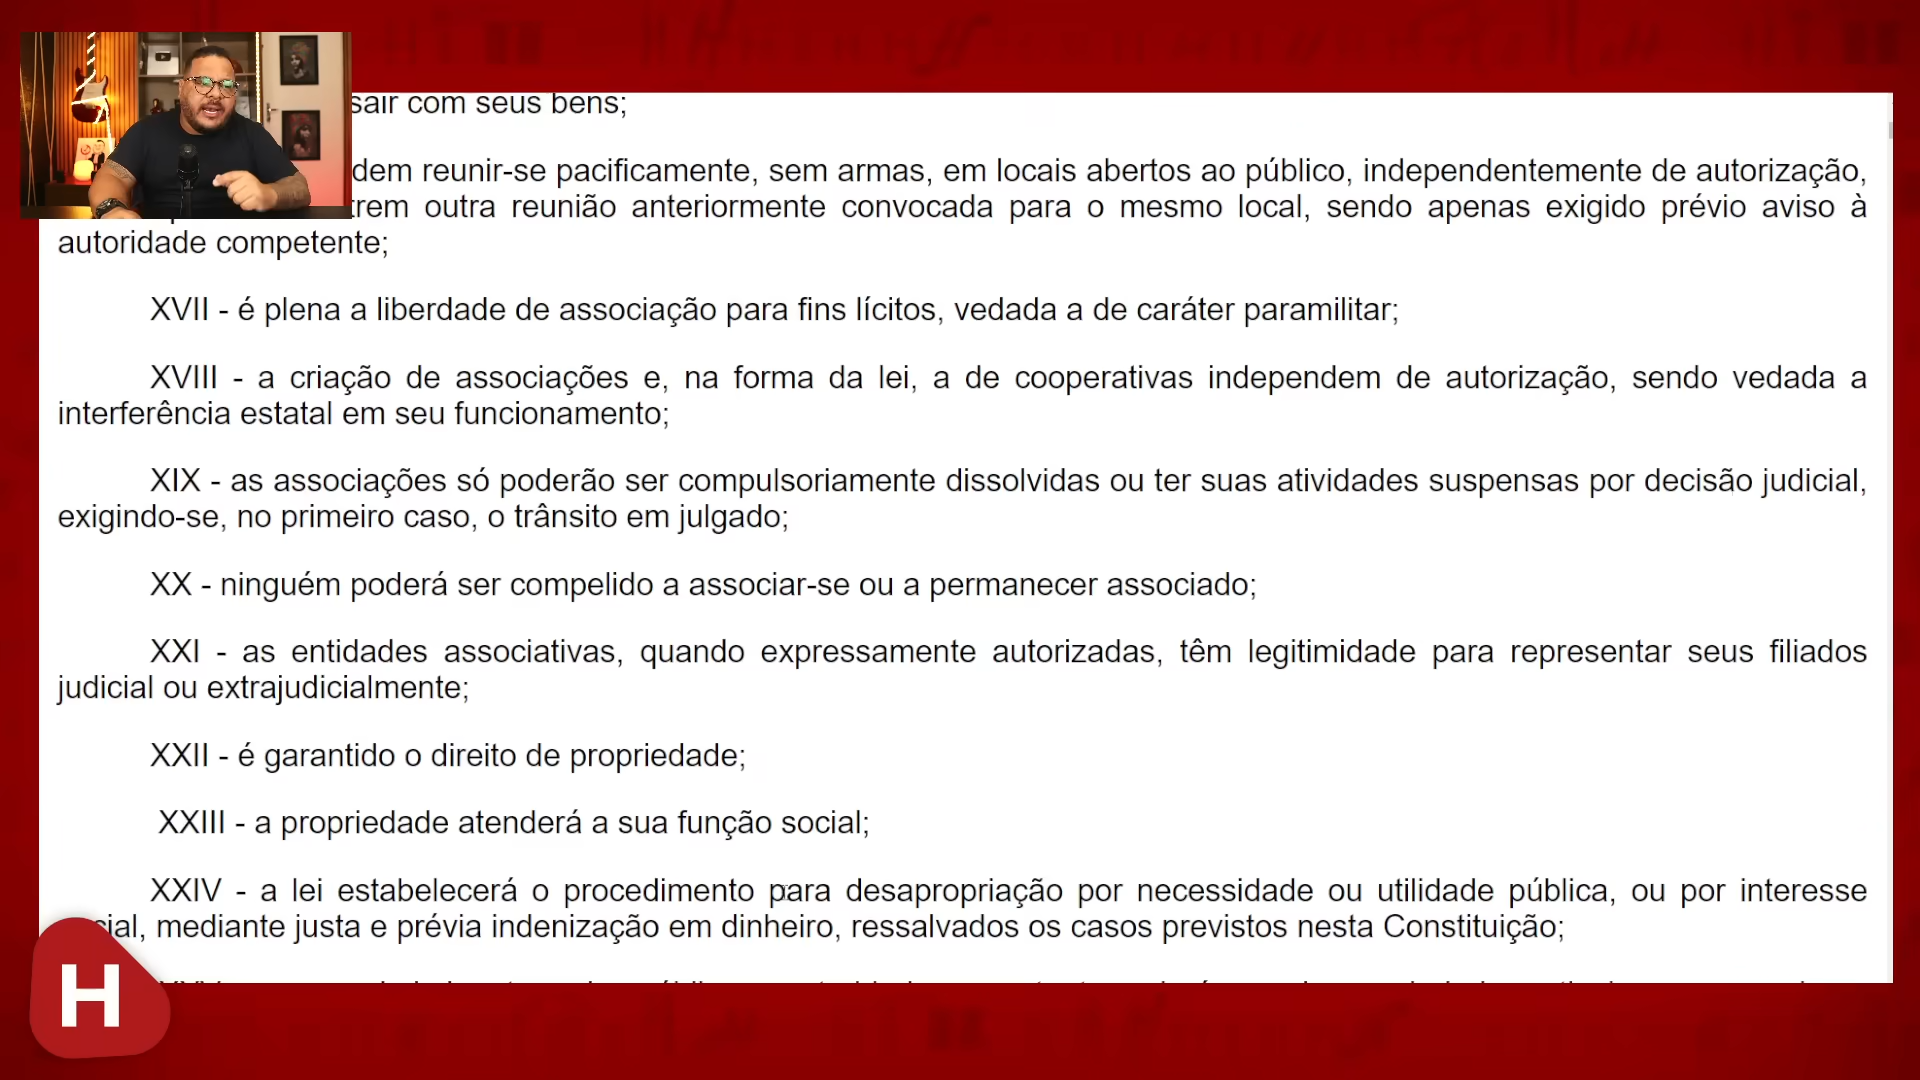 sair com seus bens;
dem reunir-se pacificamente, sem armas, em locais abertos ao público, independentemente de autorização,
trem outra reunião anteriormente convocada para o mesmo local, sendo apenas exigido prévio aviso à
autoridade competente;
XVII - é plena a liberdade de associação para fins lícitos, vedada a de caráter paramilitar;
XVIII - a criação de associações e, na forma da lei, a de cooperativas independem de autorização, sendo vedada a
interferência estatal em seu funcionamento;
XIX - as associações só poderão ser compulsoriamente dissolvidas ou ter suas atividades suspensas por decisão judicial,
exigindo-se, no primeiro caso, o trânsito em julgado;
XX - ninguém poderá ser compelido a associar-se ou a permanecer associado;
XXI - as entidades associativas, quando expressamente autorizadas, têm legitimidade para representar seus filiados
judicial ou extrajudicialmente;
XXII - é garantido o direito de propriedade;
XXIII - a propriedade atenderá a sua função social;
XXIV - a lei estabelecerá o procedimento para desapropriação por necessidade ou utilidade pública, ou por interesse
cial, mediante justa e prévia indenização em dinheiro, ressalvados os casos previstos nesta Constituição;
H